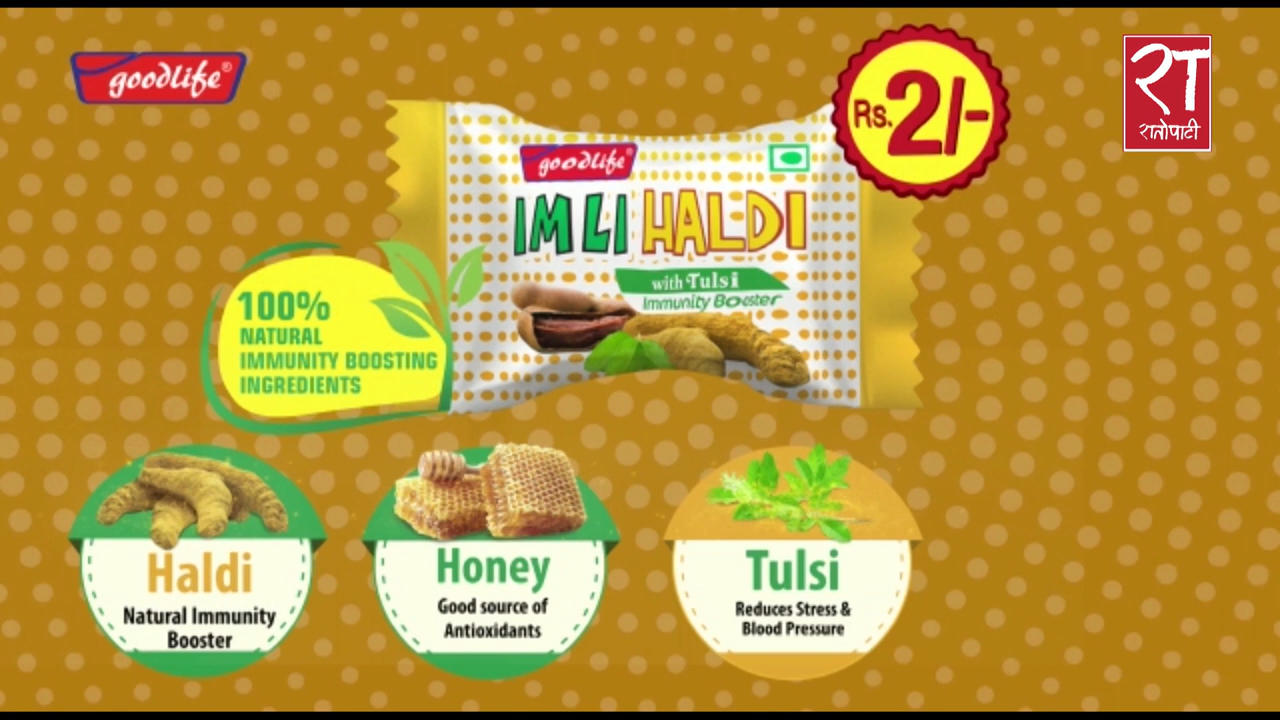 goodlife®
Rs. 2/-
रा
रातोपाटी
goodlife®
IMLI HALDI
with Tulsi
Immunity Booster
100%
NATURAL
IMMUNITY BOOSTING
INGREDIENTS
Haldi
Natural Immunity
Booster
Honey
Good source of
Antioxidants
Tulsi
Reduces Stress &
Blood Pressure